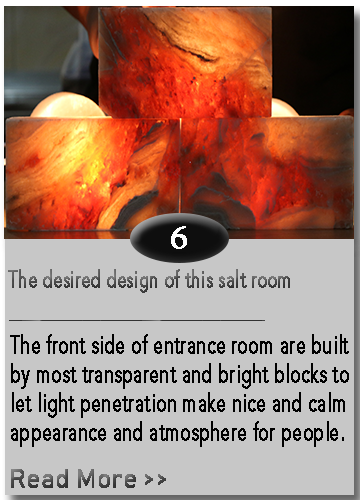 6
The desired design of this salt room
The front side of entrance room are built
by most transparent and bright blocks to
let light penetration make nice and calm
appearance and atmosphere for people.
Read More >>